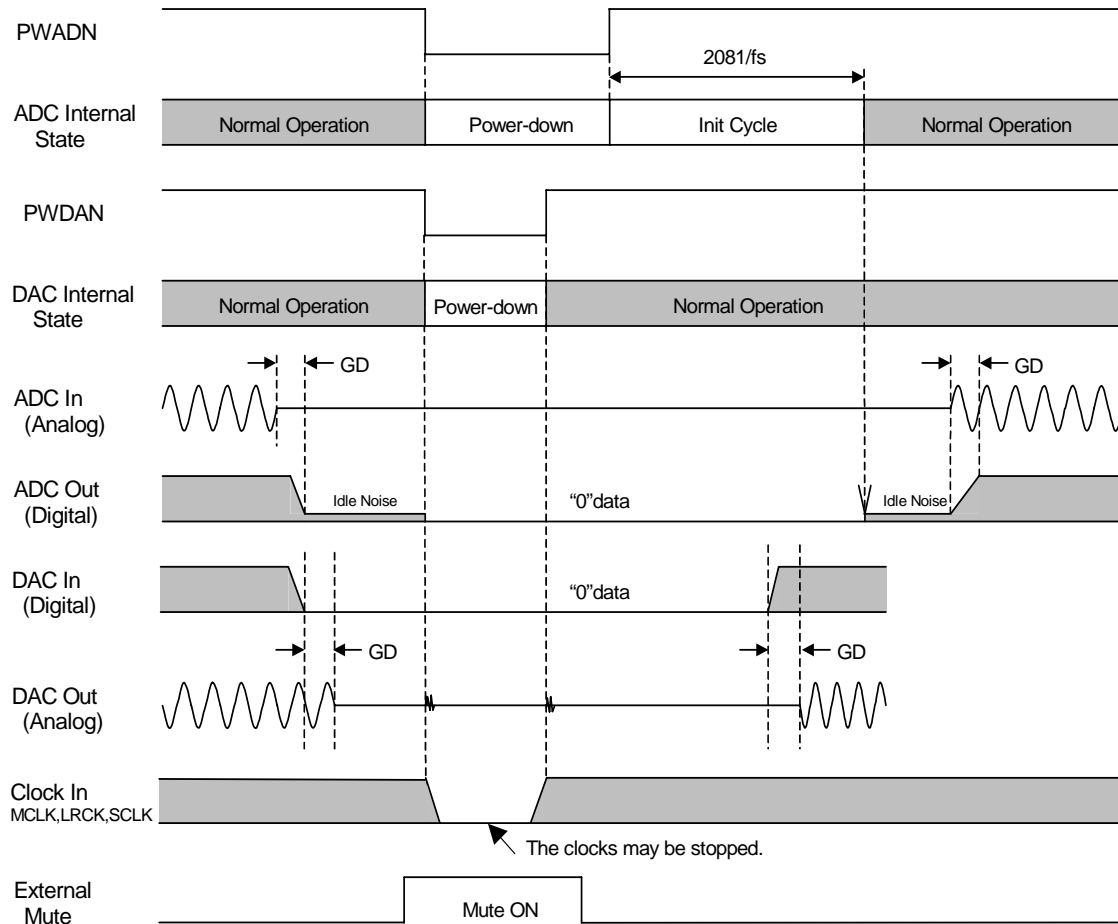 PWADN
2081/fs
ADC Internal
State
Normal Operation
Power-down
Init Cycle
Normal Operation
PWDAN
DAC Internal
State
Normal Operation
Power-down
Normal Operation
GD
GD
ADC In
(Analog)
ADC Out
(Digital)
Idle Noise
“0”data
Idle Noise
DAC In
(Digital)
“0”data
GD
GD
DAC Out
(Analog)
Clock In
MCLK,LRCK,SCLK
The clocks may be stopped.
External
Mute
Mute ON